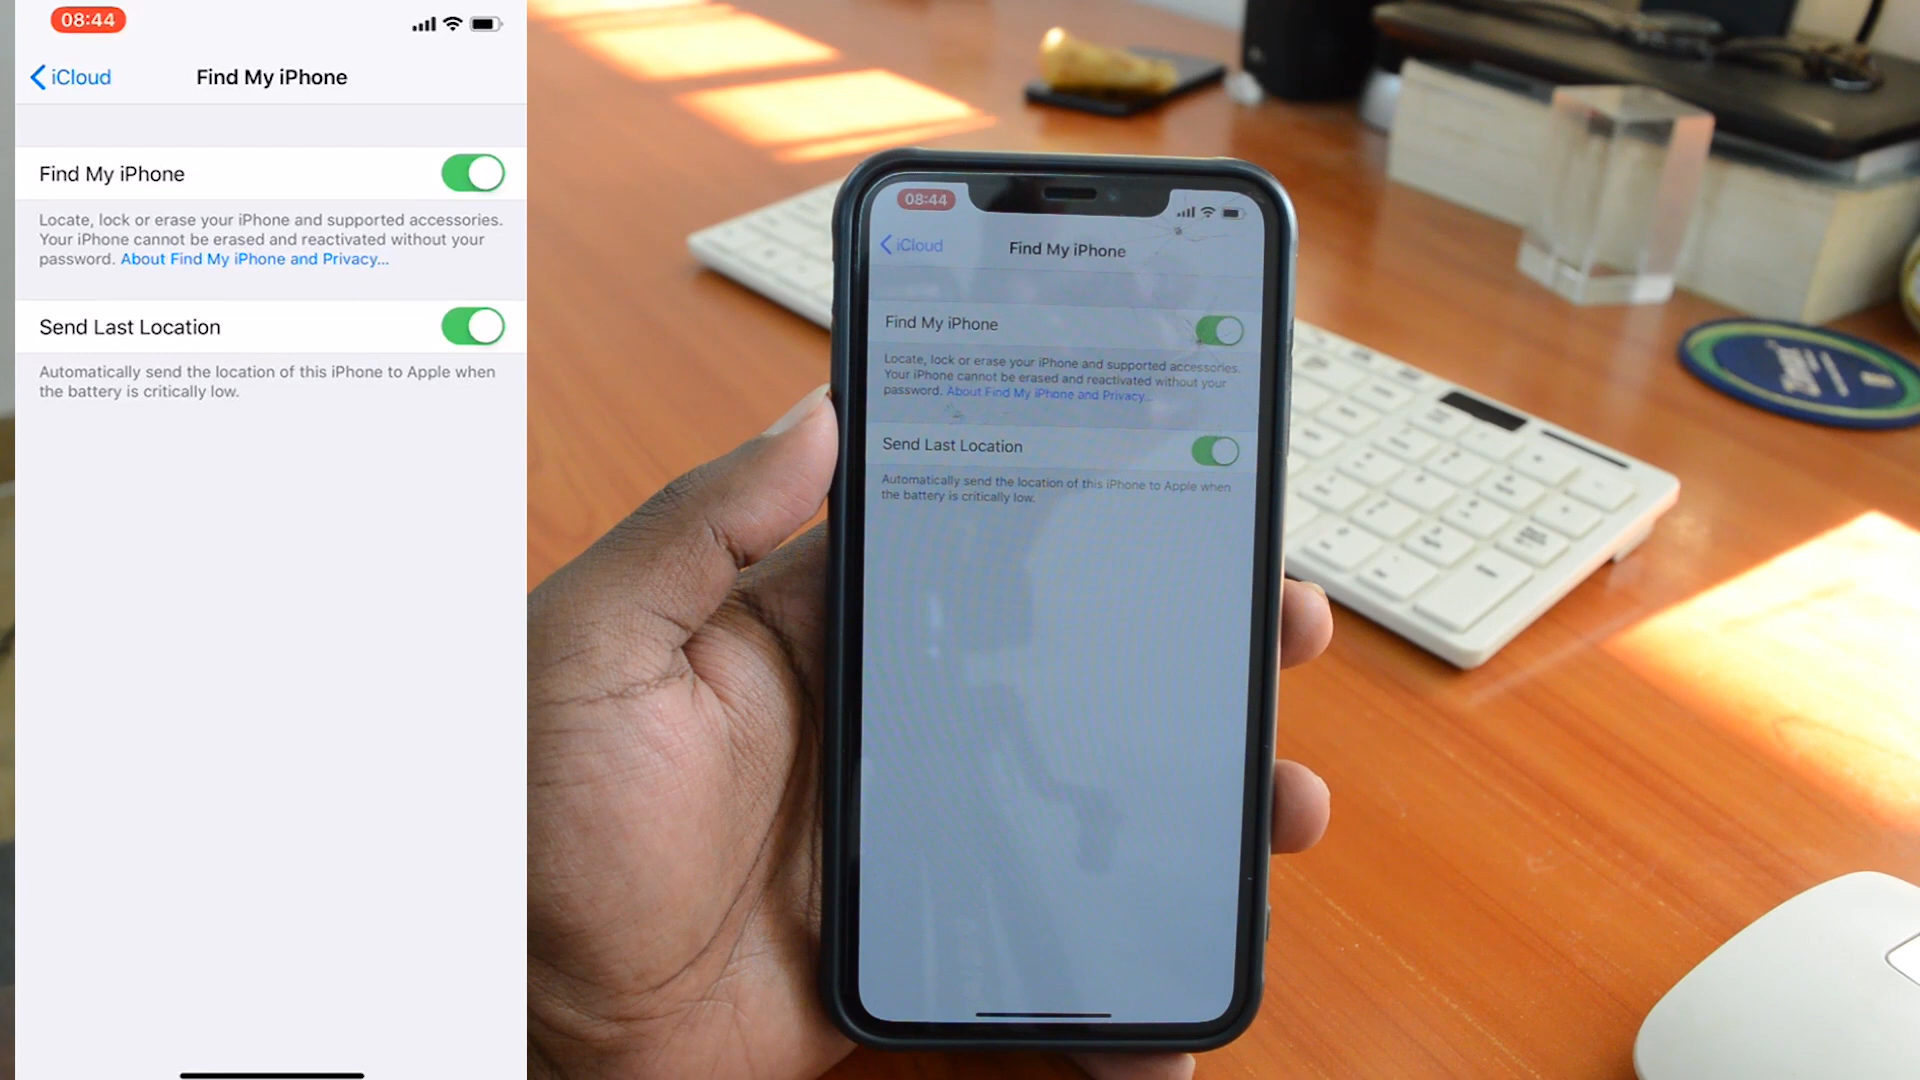 08:44
iCloud
Find My iPhone
Find My iPhone
Locate, lock or erase your iPhone and supported accessories.
Your iPhone cannot be erased and reactivated without your
password. About Find My iPhone and Privacy...
Send Last Location
Automatically send the location of this iPhone to Apple when
the battery is critically low.
08:44
iCloud
Find My iPhone
Find My iPhone
Locate, lock or erase your iPhone and supported accessories.
Your iPhone cannot be erased and reactivated without your
password. About Find My iPhone and Privacy...
Send Last Location
Automatically send the location of this iPhone to Apple when
the battery is critically low.